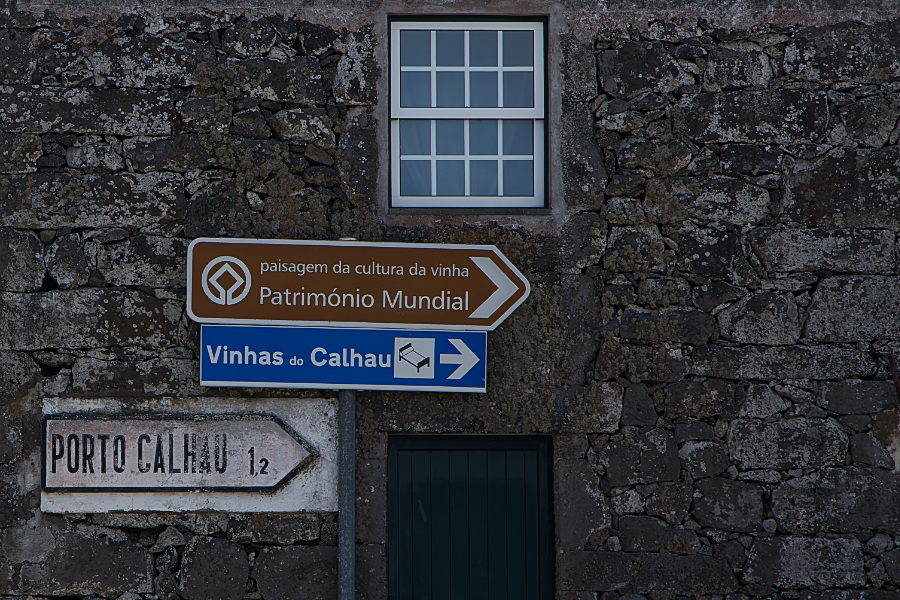 paisagem da cultura da vinha
Património Mundial
Vinhas do Calhau
PORTO CALHAU 1.2